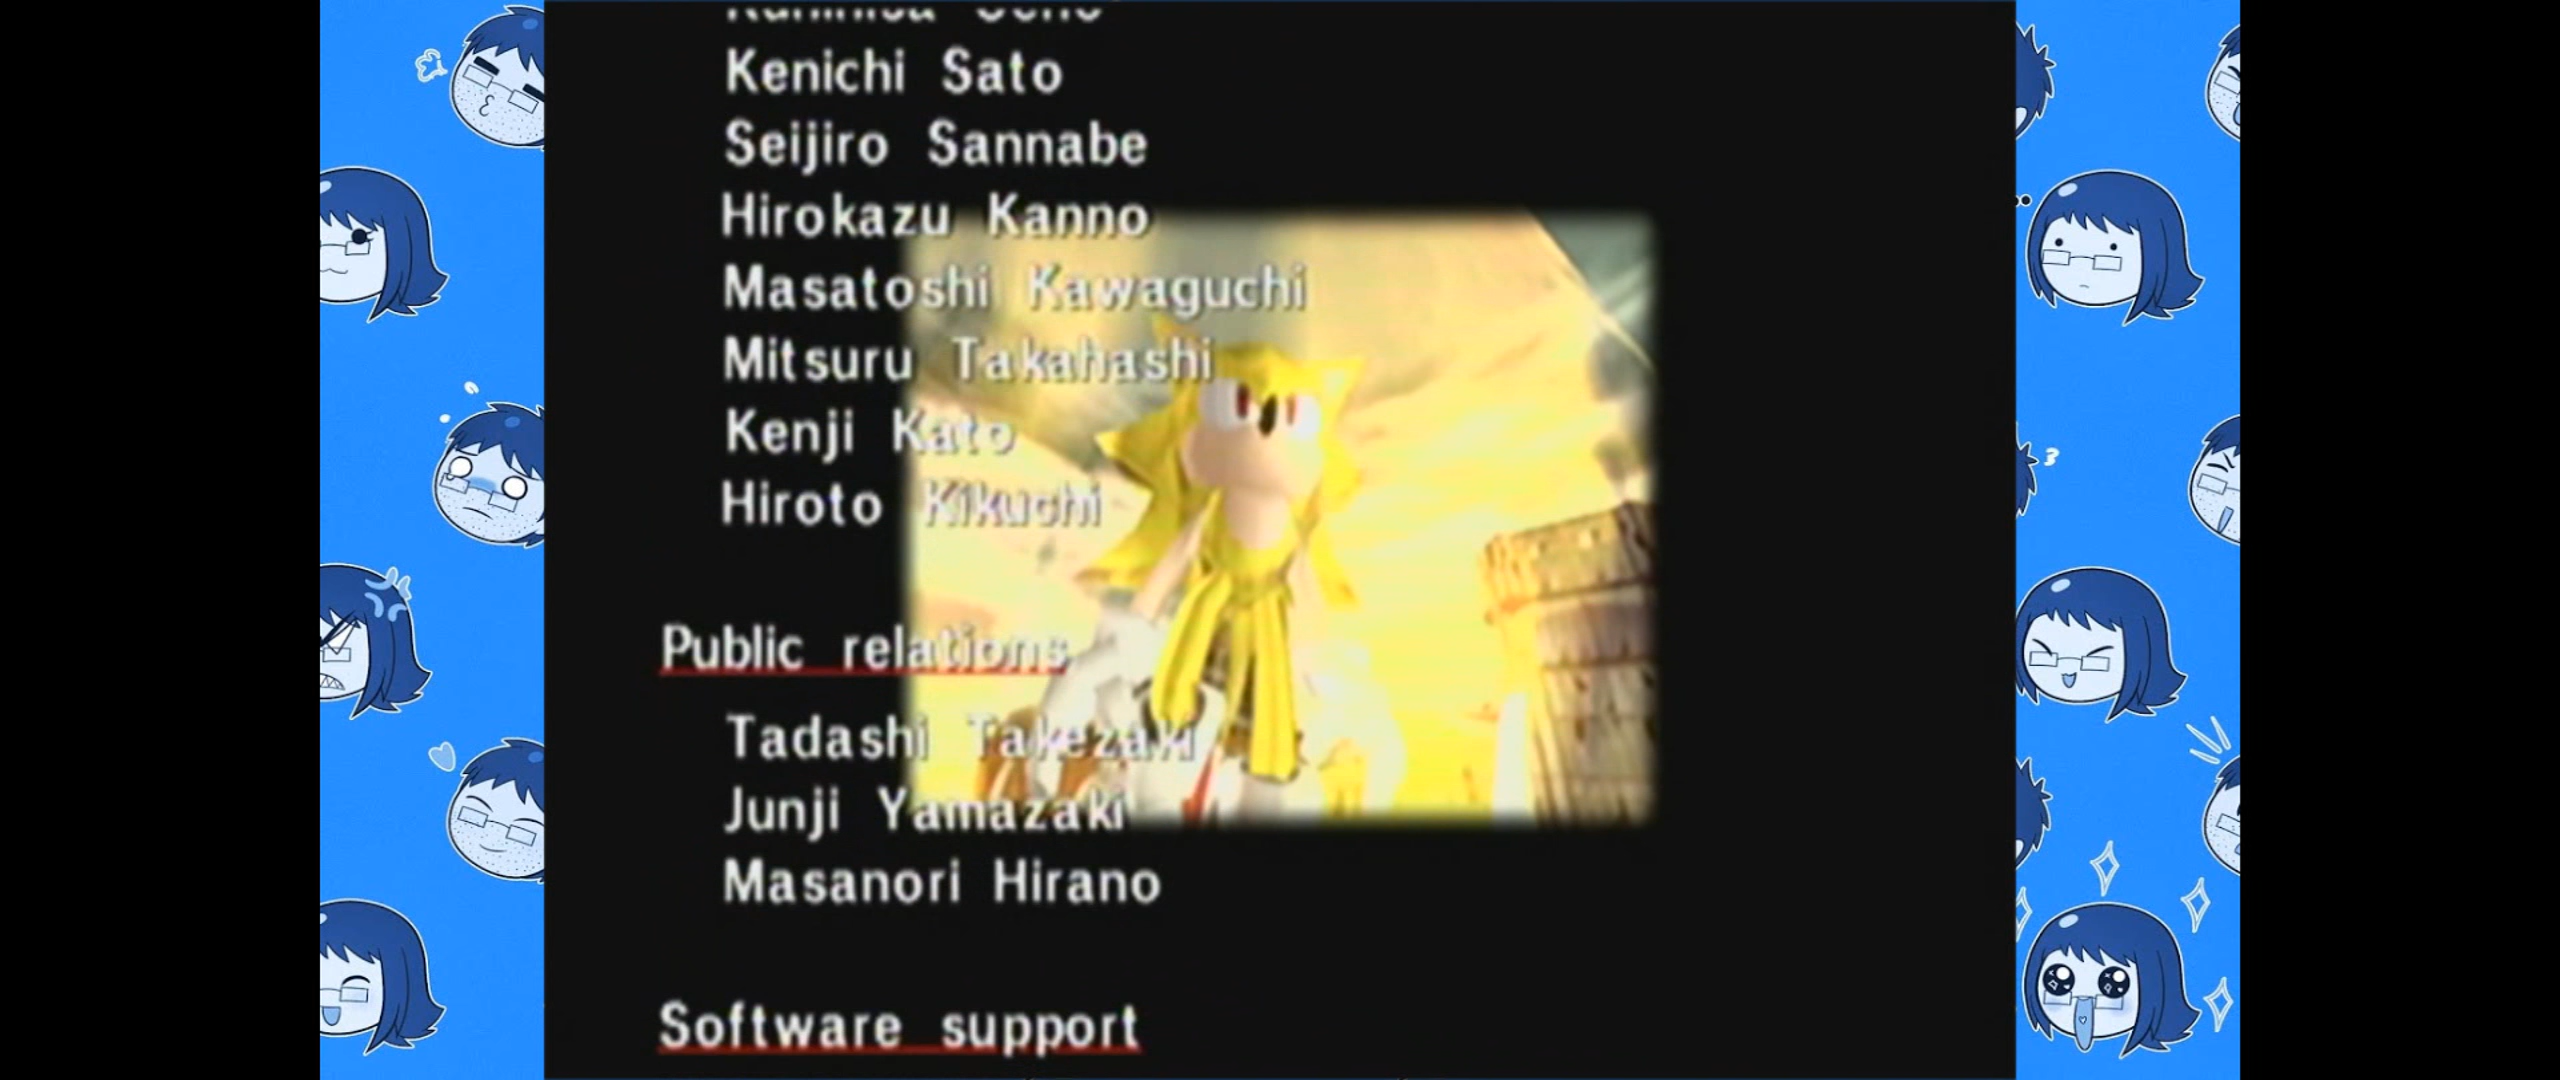 Kenichi Sato
Seijiro Sannabe
Hirokazu Kanno
Masatoshi Kawaguchi
Mitsuru Takahashi
Kenji Kato
Hiroto Kikuchi
Public relations
Tadashi Takezaki
Junji Yamazaki
Masanori Hirano
Software support